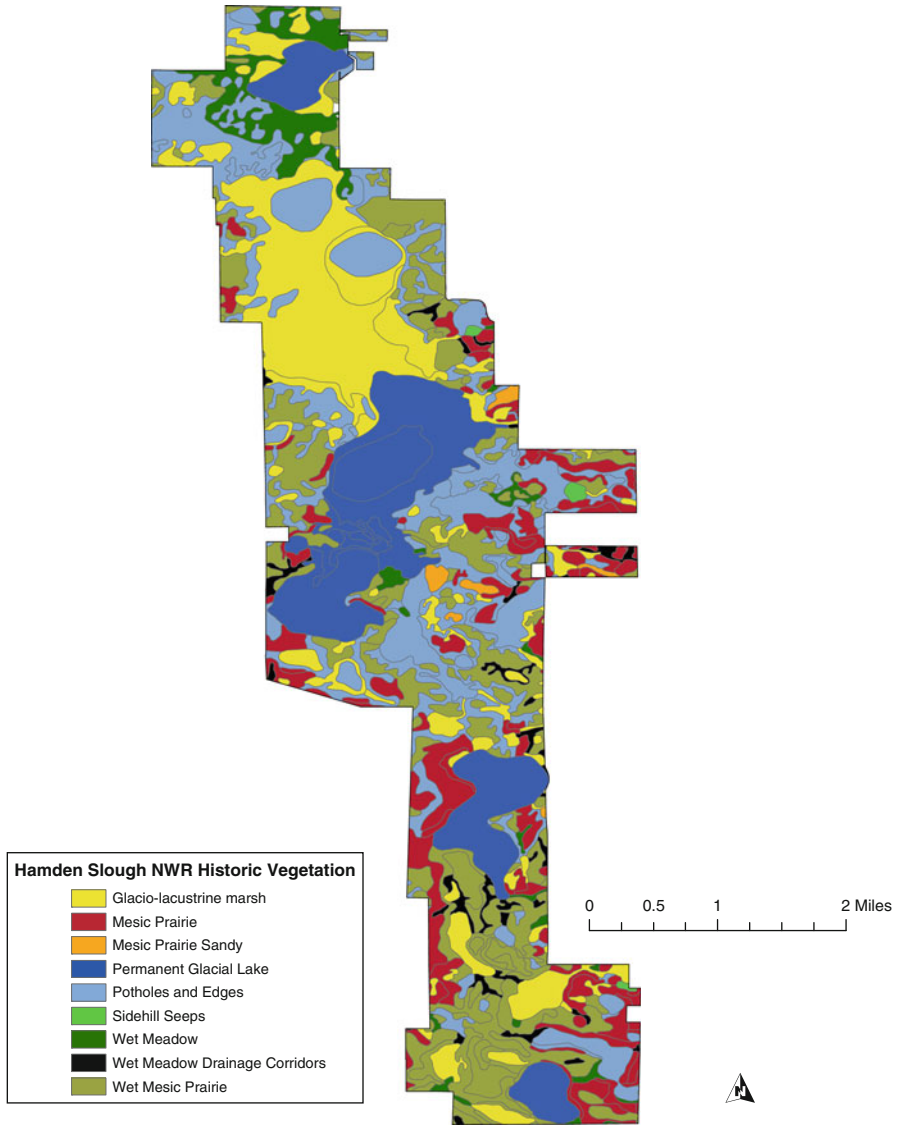 Hamden Slough NWR Historic Vegetation
Glacio-lacustrine marsh
Mesic Prairie
Mesic Prairie Sandy
Permanent Glacial Lake
Potholes and Edges
Sidehill Seeps
Wet Meadow
Wet Meadow Drainage Corridors
Wet Mesic Prairie
0 0.5 1 2 Miles
N